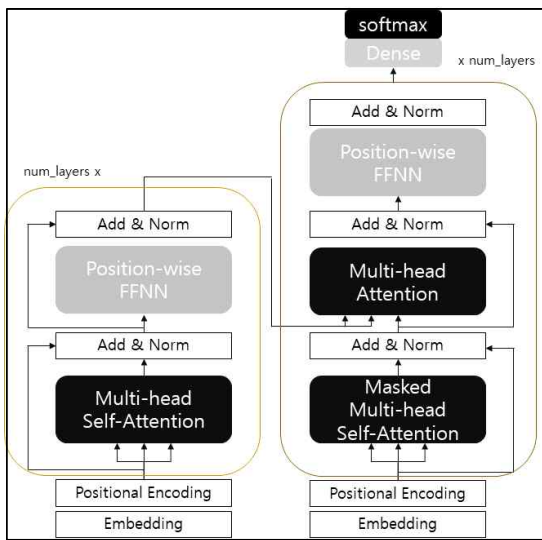 softmax
Dense
x num_layers
Add & Norm
Position-wise
FFNN
Add & Norm
Multi-head
Attention
Add & Norm
Masked
Multi-head
Self-Attention
Positional Encoding
Embedding
num_layers x
Add & Norm
Position-wise
FFNN
Add & Norm
Multi-head
Self-Attention
Positional Encoding
Embedding